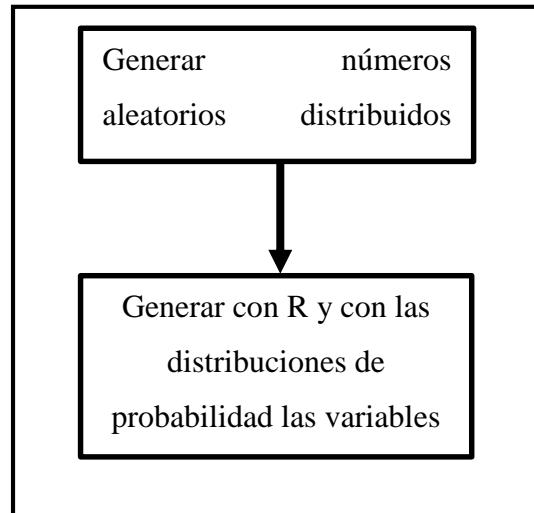 Generar números
aleatorios distribuidos
Generar con R y con las
distribuciones de
probabilidad las variables